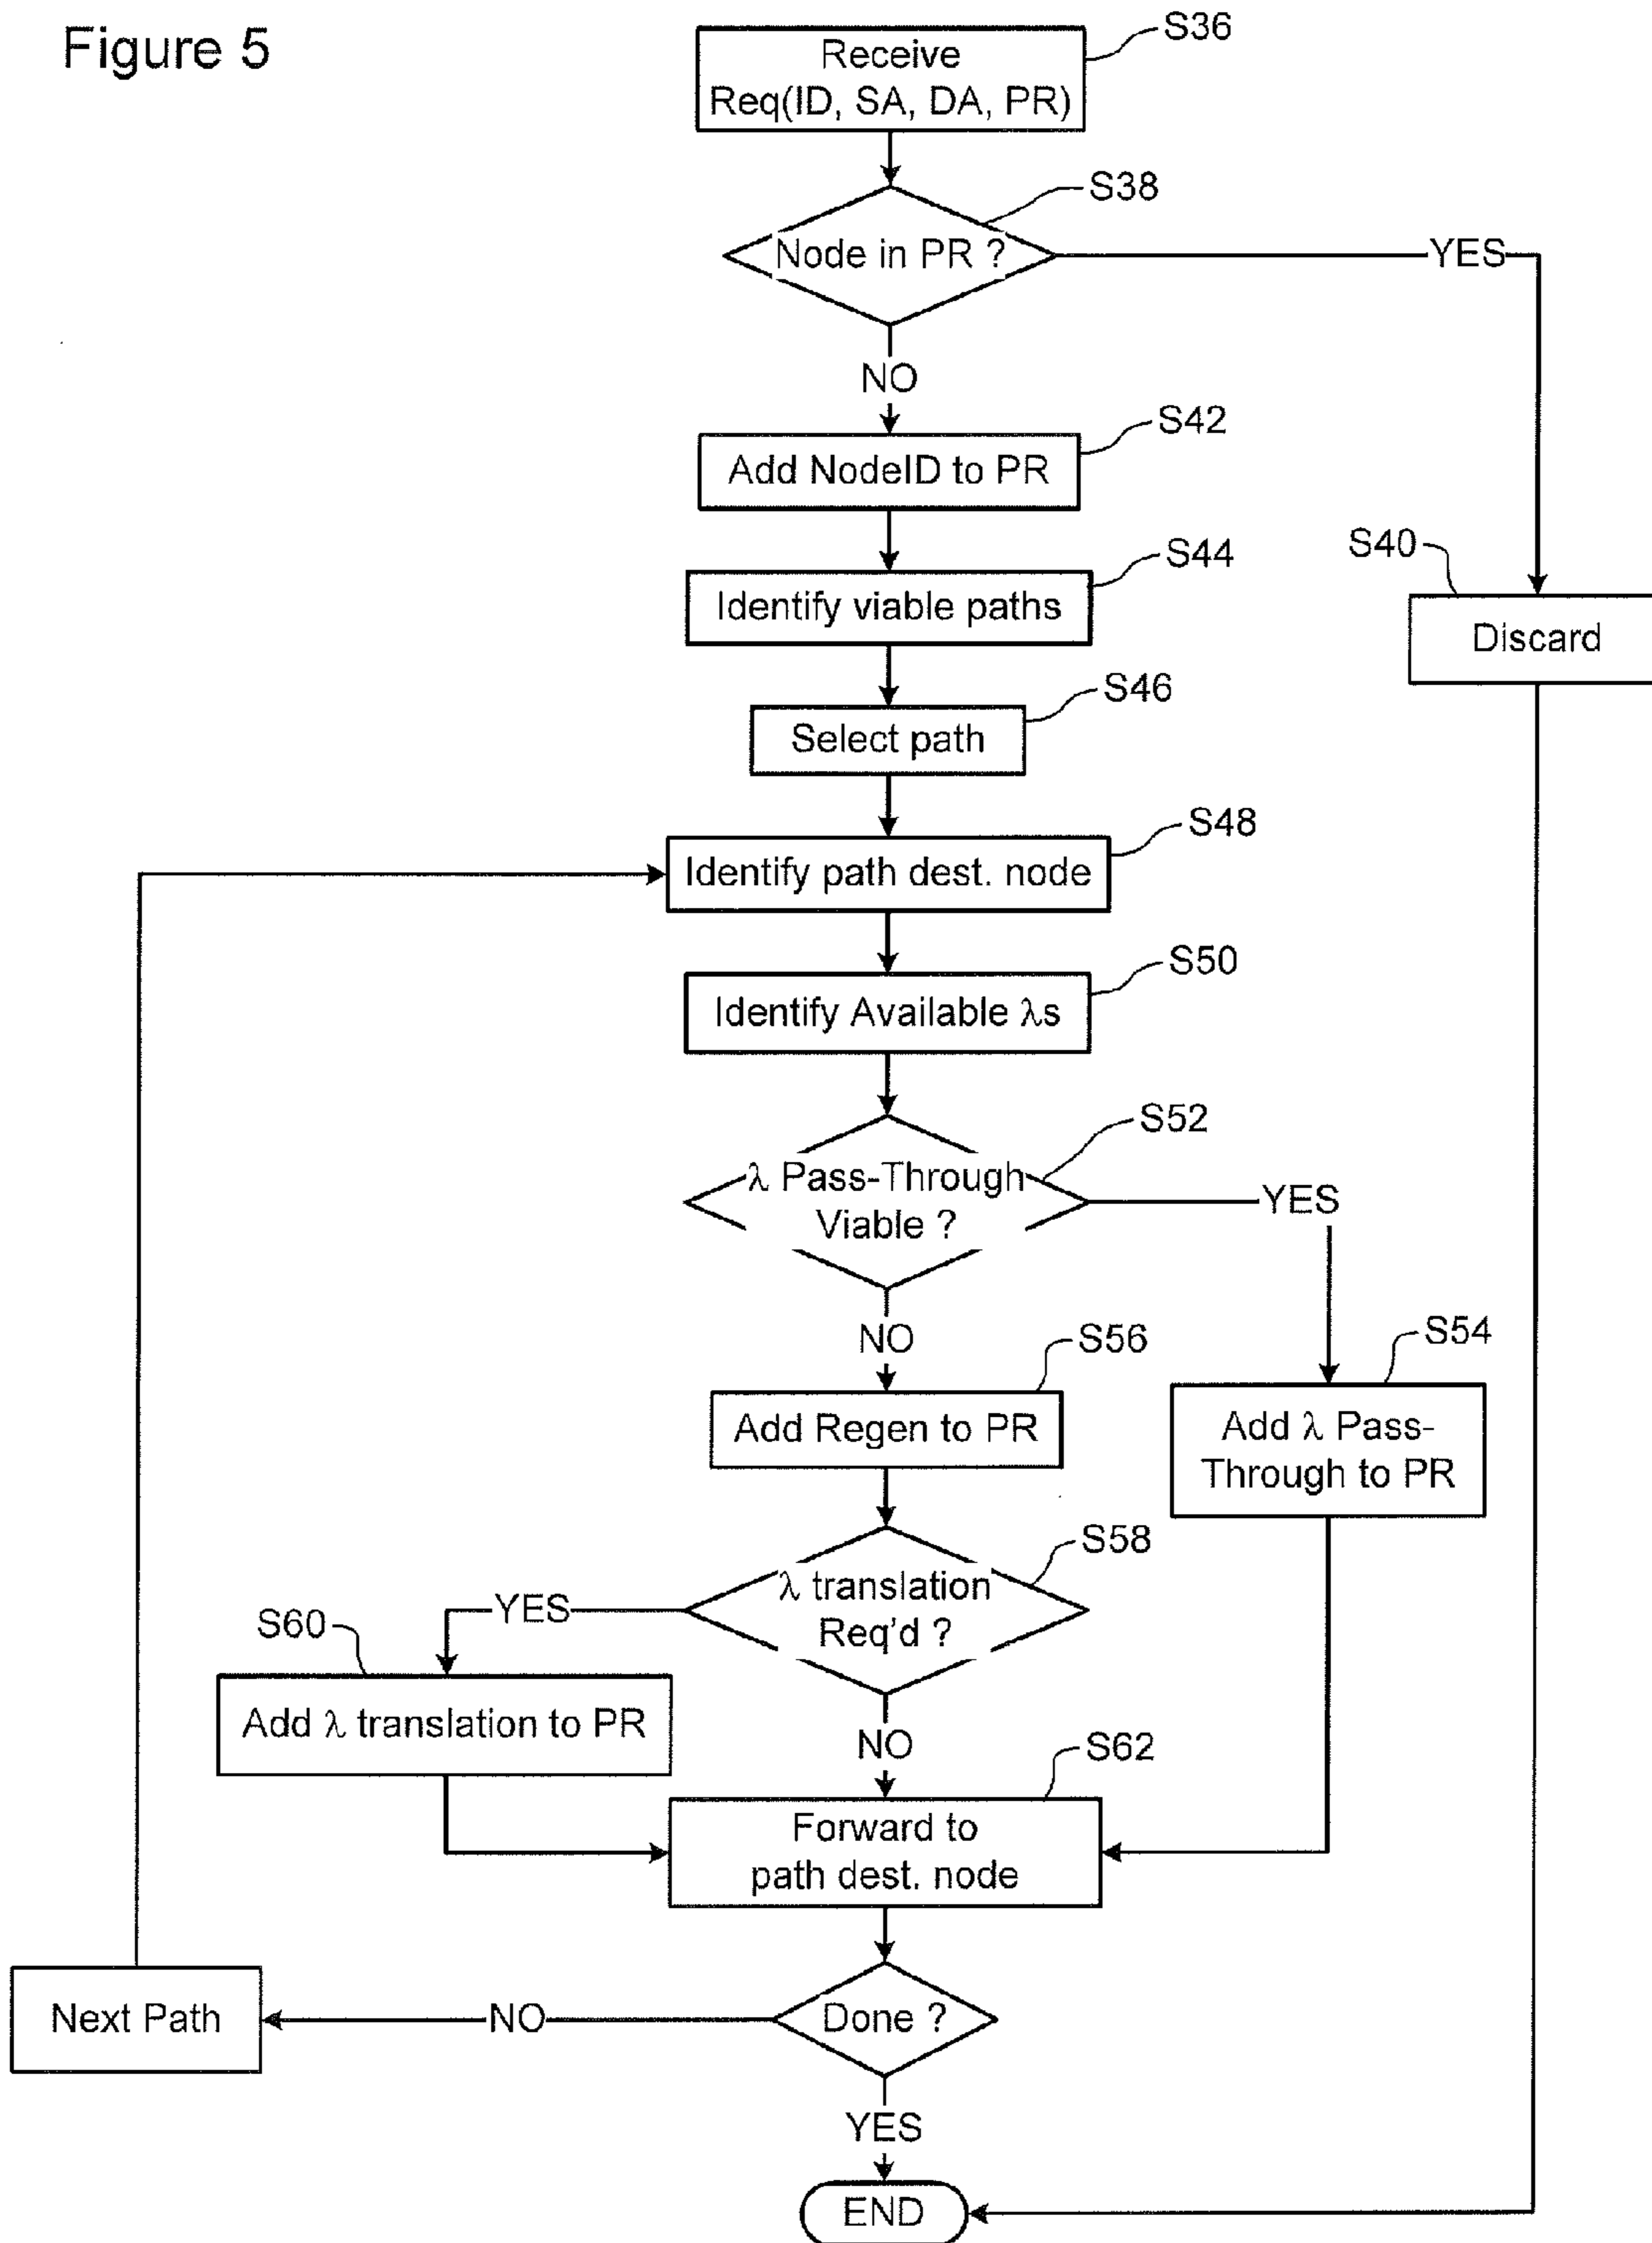 Figure 5
S36
Receive
Req(ID, SA, DA, PR)
S38
Node in PR ?
YES
NO
S42
Add NodeID to PR
S44
Identify viable paths
S40
Discard
S46
Select path
S48
Identify path dest. node
S50
Identify Available λs
S52
λ Pass-Through
Viable ?
YES
NO
S56
Add Regen to PR
S54
Add λ Pass-
Through to PR
S58
λ translation
Req'd ?
YES
S60
Add λ translation to PR
NO
S62
Forward to
path dest. node
Done ?
NO
Next Path
YES
END